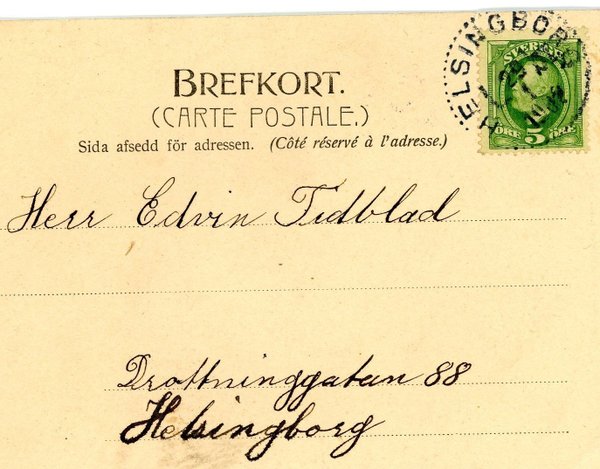 BREFKORT.
(CARTE POSTALE.)
Sida afsedd för adressen. (Côté réservé à l'adresse.)
HELSINGBORG
SVERIGE
ÖRE 5 ÖRE
Herr Edvin Tidblad
Drottninggatan 88
Helsingborg